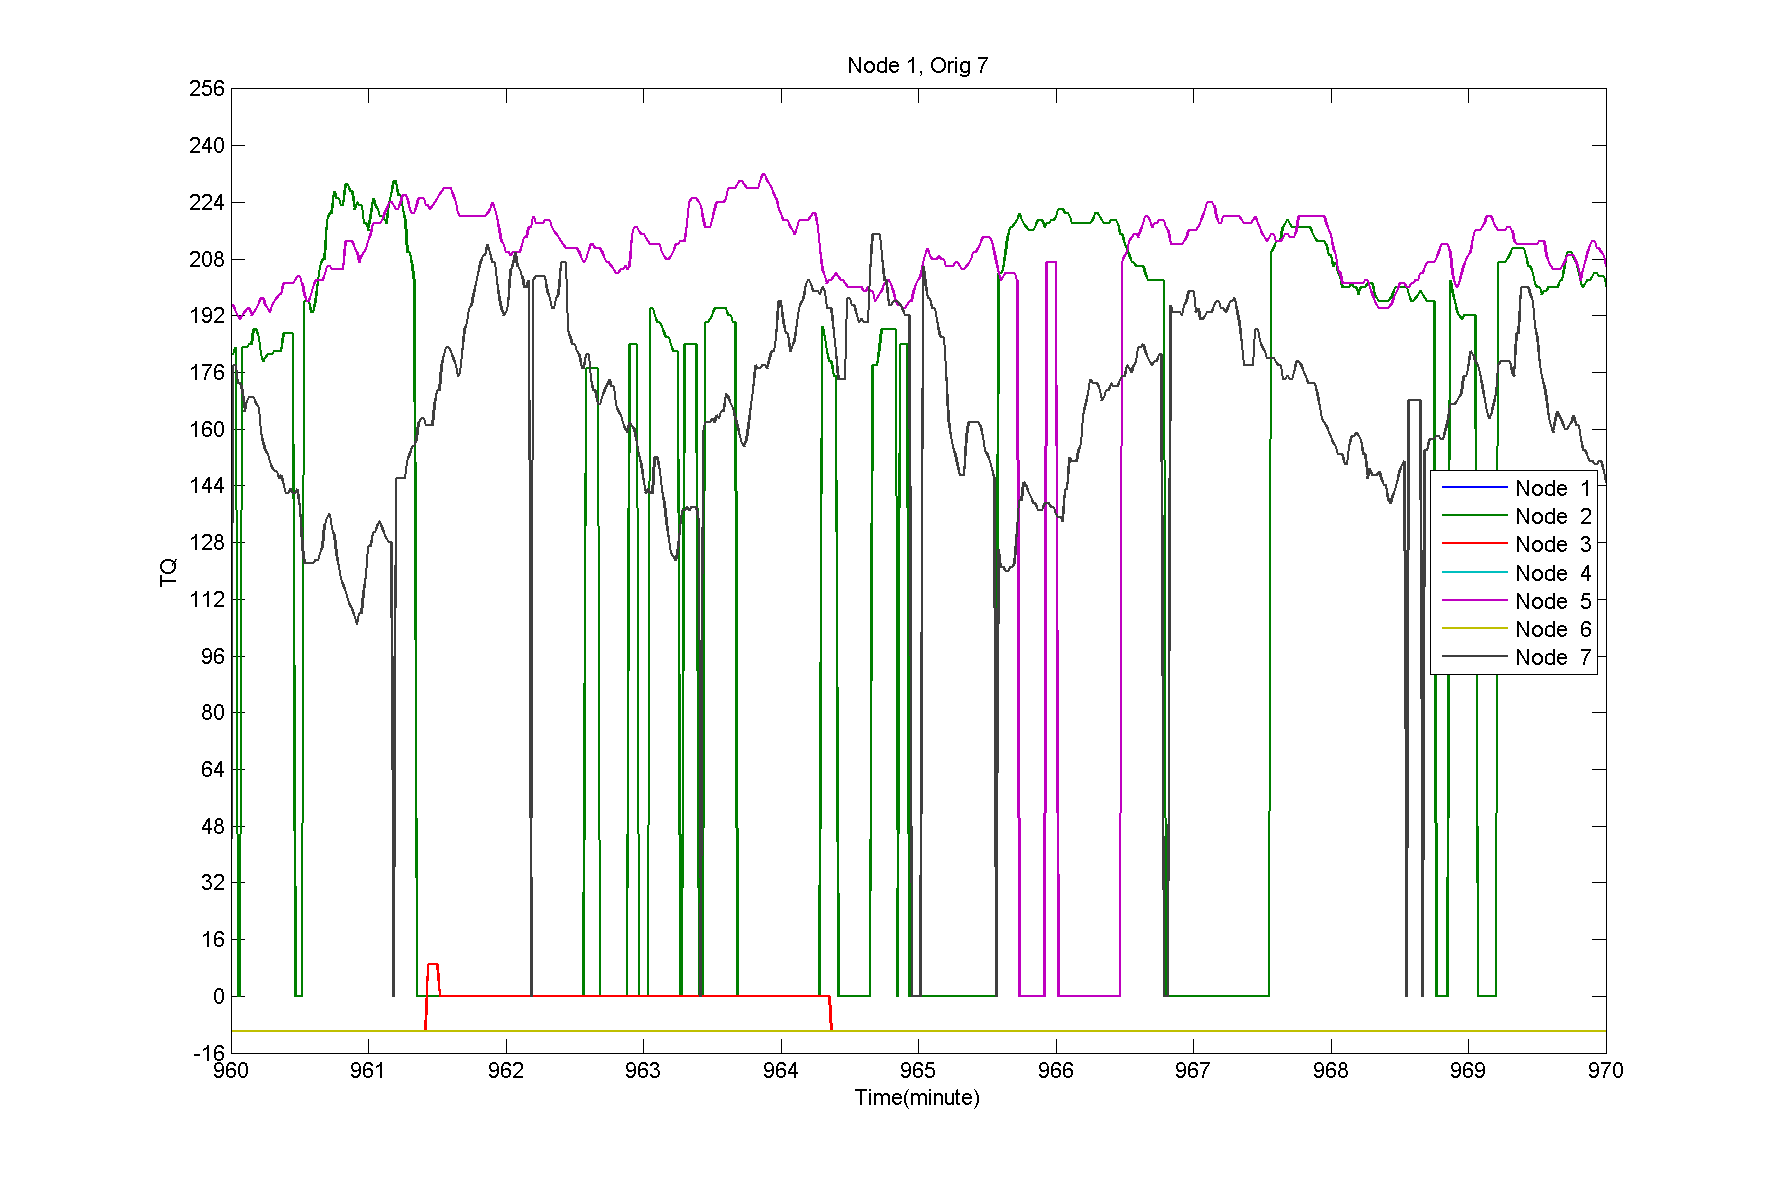 Node 1, Orig 7
256
240
224
208
192
176
160
144
128
112
96
80
64
48
32
16
0
-16
TQ
960 961 962 963 964 965 966 967 968 969 970
Time(minute)
Node 1
Node 2
Node 3
Node 4
Node 5
Node 6
Node 7